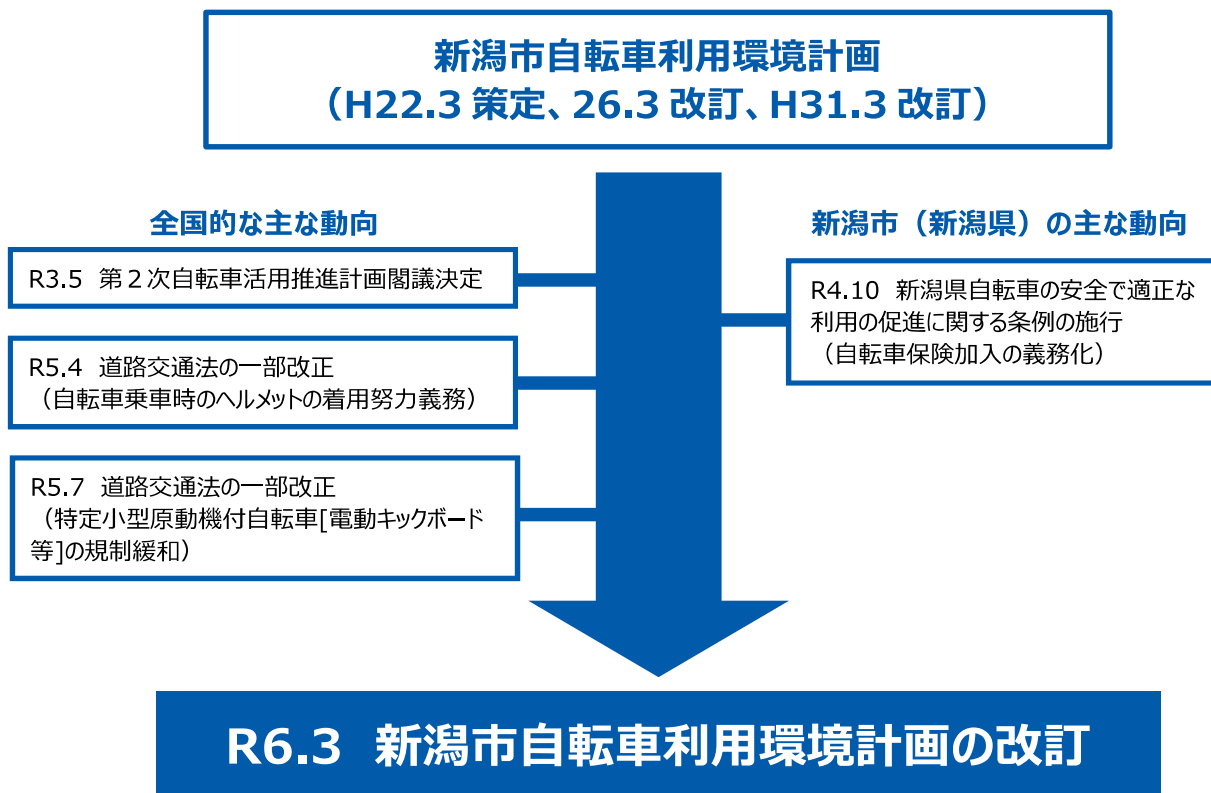 新潟市自転車利用環境計画
（H22.3 策定、26.3 改訂、H31.3 改訂）
全国的な主な動向
R3.5 第２次自転車活用推進計画閣議決定
R5.4 道路交通法の一部改正
（自転車乗車時のヘルメットの着用努力義務）
R5.7 道路交通法の一部改正
（特定小型原動機付自転車[電動キックボード
等]の規制緩和）
新潟市（新潟県）の主な動向
R4.10 新潟県自転車の安全で適正な
利用の促進に関する条例の施行
（自転車保険加入の義務化）
R6.3 新潟市自転車利用環境計画の改訂